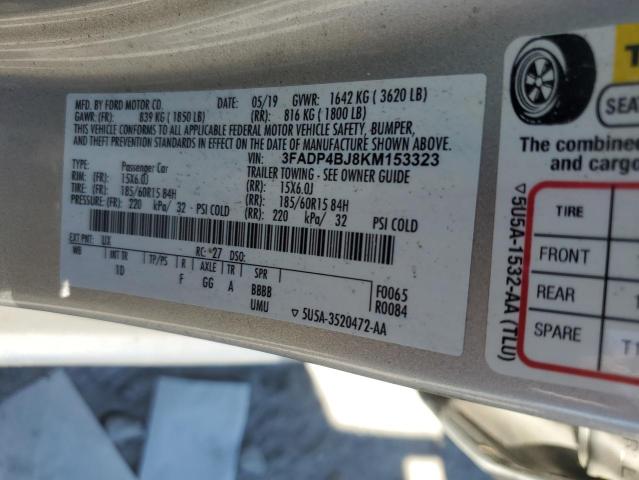 MFD. BY FORD MOTOR CO.
DATE: 05/19 GVWR: 1642 KG ( 3620 LB)
GAWR: (FR): 839 KG ( 1850 LB) (RR): 816 KG ( 1800 LB)
THIS VEHICLE CONFORMS TO ALL APPLICABLE FEDERAL MOTOR VEHICLE SAFETY, BUMPER,
AND THEFT PREVENTION STANDARDS IN EFFECT ON THE DATE OF MANUFACTURE SHOWN ABOVE.
VIN: 3FADP4BJ8KM153323
TYPE: Passenger Car TRAILER TOWING - SEE OWNER GUIDE
RIM: (FR): 15X6.0J (RR): 15X6.0J
TIRE: (FR): 185/60R15 84H (RR): 185/60R15 84H
PRESSURE: (FR): 220 kPa/ 32 PSI COLD (RR): 220 kPa/ 32 PSI COLD
EXT PNT: UX RC: *27 DSO:
WB INT TR TP/PS R AXLE TR SPR
1D F GG A BBBB
UMU
F0065
R0084
▽5U5A-3520472-AA
▽5U5A-1532-AA (TLU)
The combined
and cargo
TIRE
FRONT
REAR
SPARE